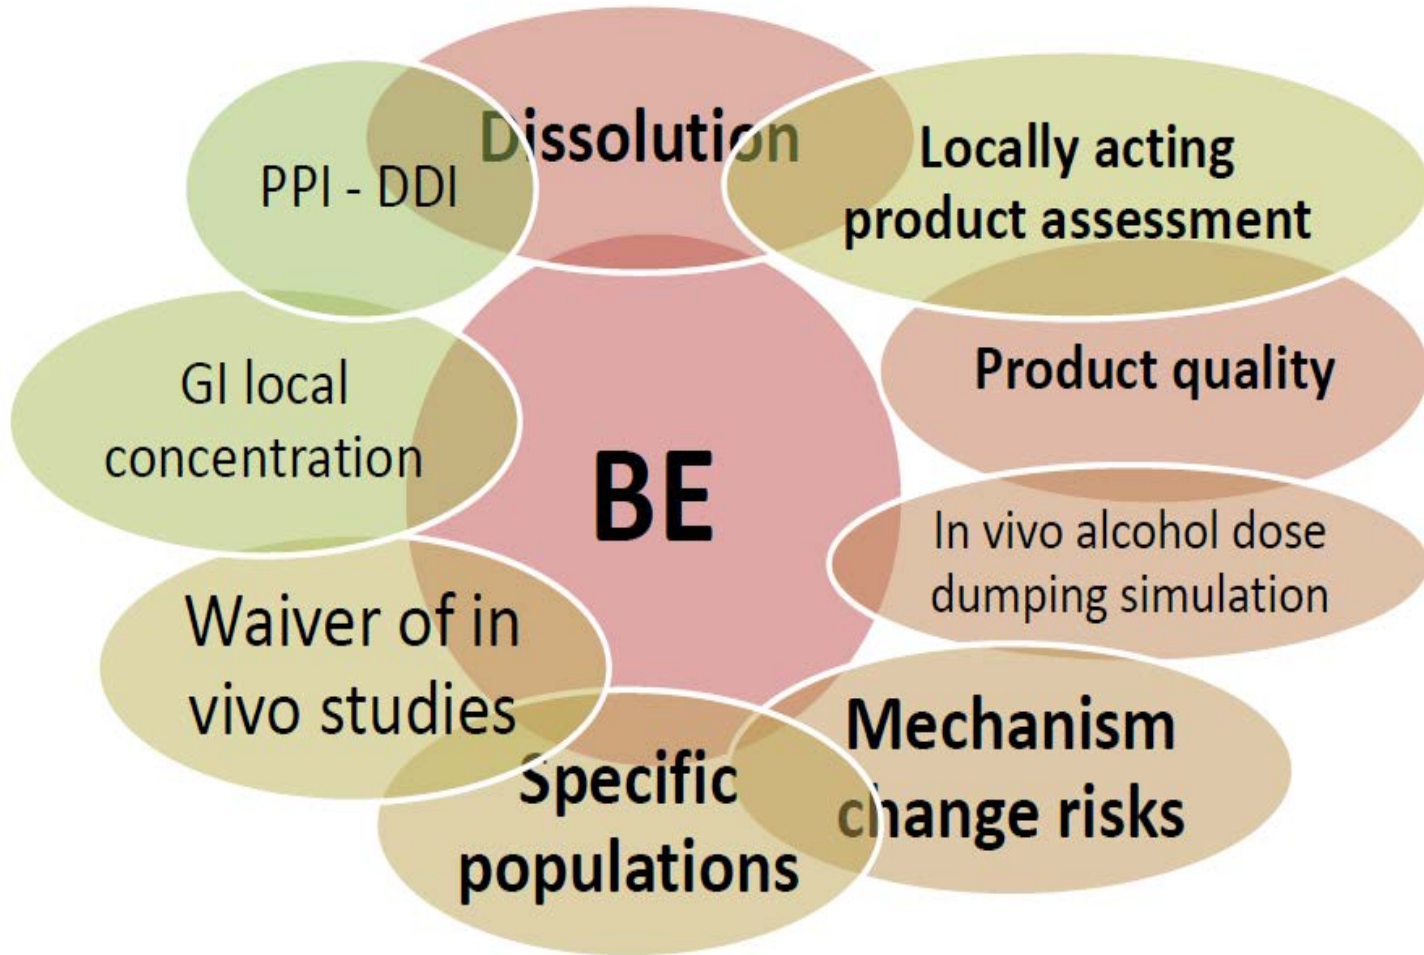 Dissolution
Locally acting
product assessment
PPI - DDI
Product quality
GI local
concentration
BE
In vivo alcohol dose
dumping simulation
Waiver of in
vivo studies
Mechanism
change risks
Specific
populations